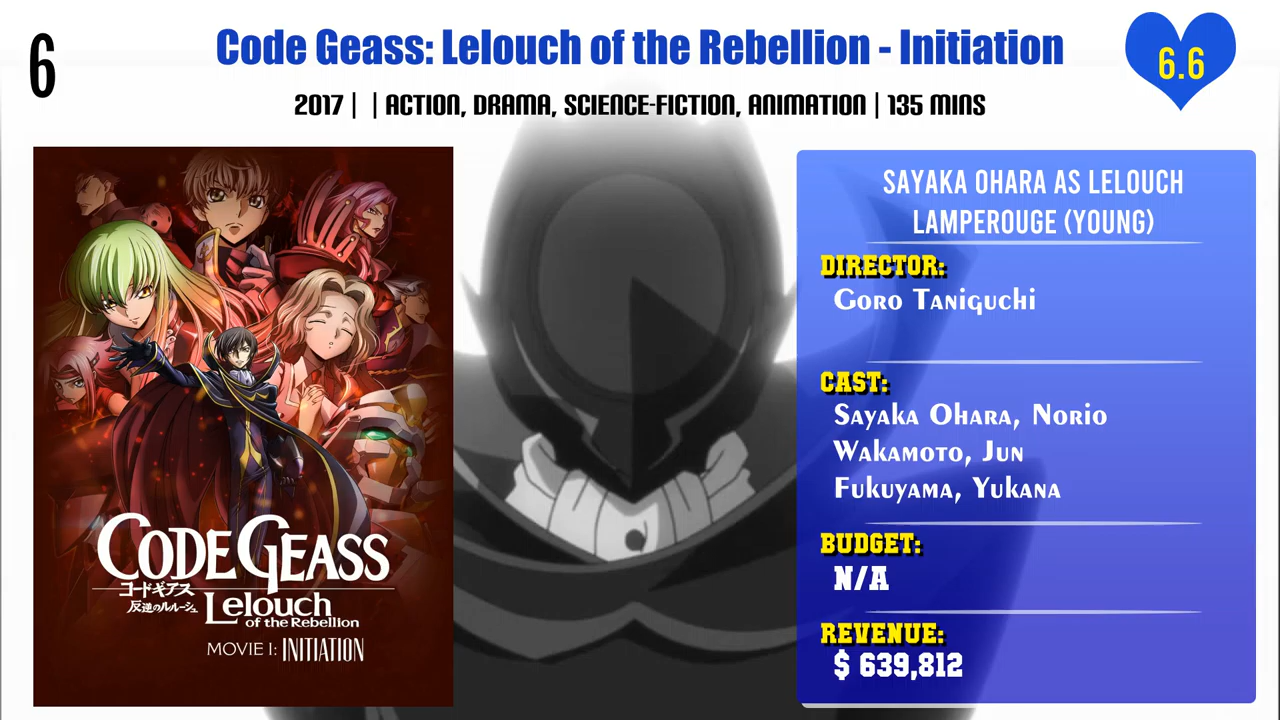 6
Code Geass: Lelouch of the Rebellion - Initiation
6.6
2017 | | ACTION, DRAMA, SCIENCE-FICTION, ANIMATION | 135 MINS
CODE GEASS
コードギアス
反逆のルルーシュ
Lelouch
of the Rebellion
MOVIE I: INITIATION
SAYAKA OHARA AS LELOUCH
LAMPEROUGE (YOUNG)
DIRECTOR:
Goro Taniguchi
CAST:
Sayaka Ohara, Norio
Wakamoto, Jun
Fukuyama, Yukana
BUDGET:
N/A
REVENUE:
$ 639,812